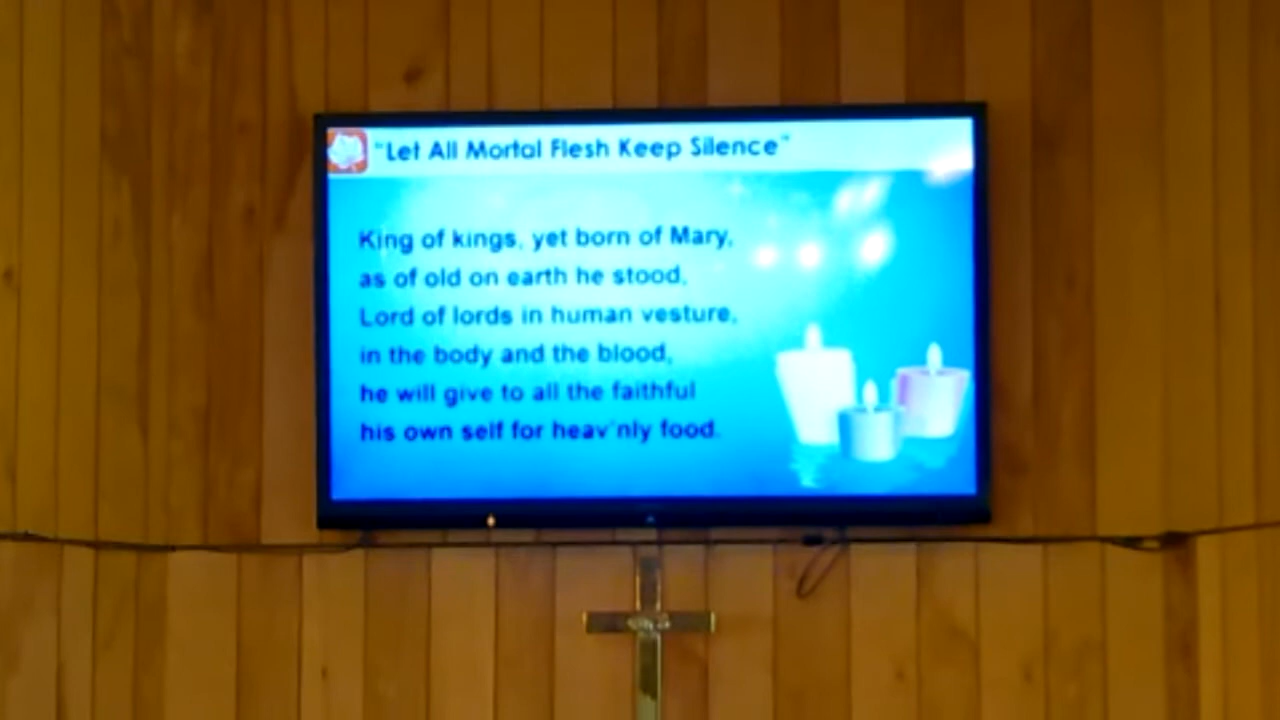 "Let All Mortal Flesh Keep Silence"
King of kings, yet born of Mary,
as of old on earth he stood,
Lord of lords in human vesture,
in the body and the blood,
he will give to all the faithful
his own self for heav'nly food.